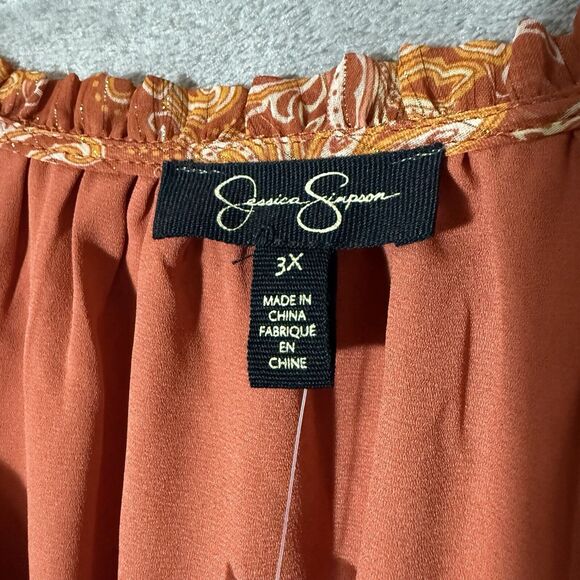 Jessica Simpson
3X
MADE IN
CHINA
FABRIQUÉ
EN
CHINE